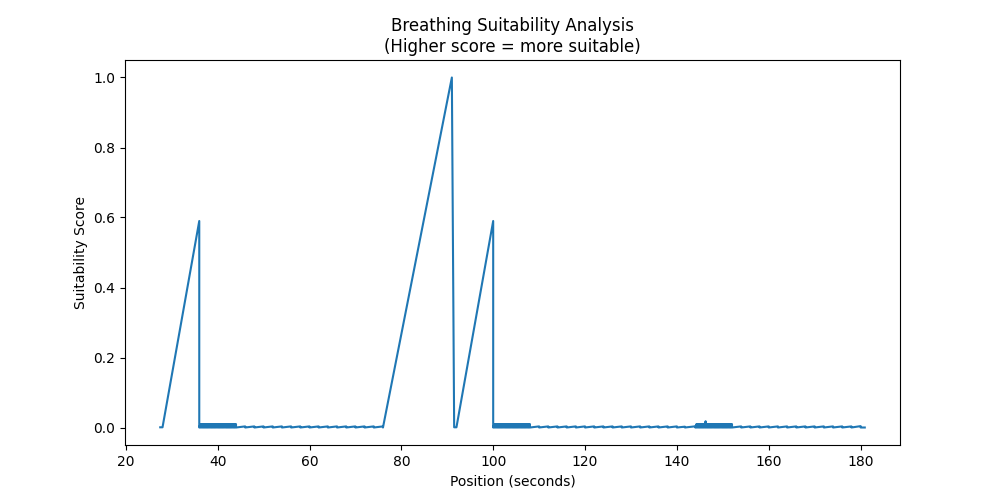 Breathing Suitability Analysis
(Higher score = more suitable)
1.0
0.8
0.6
0.4
0.2
0.0
Suitability Score
20 40 60 80 100 120 140 160 180
Position (seconds)